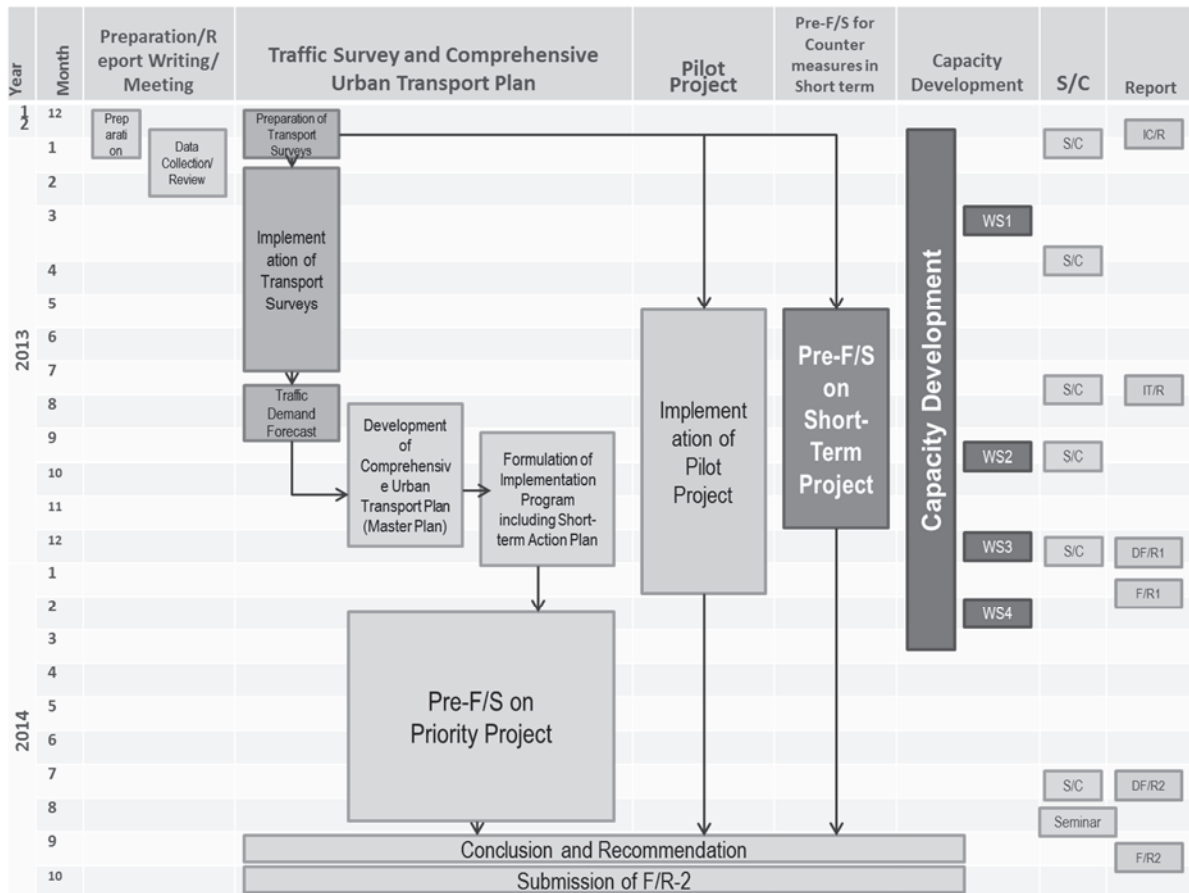 Year
Month
Preparation/R
eport Writing/
Meeting
Traffic Survey and Comprehensive
Urban Transport Plan
Pilot
Project
Pre-F/S for
Counter
measures in
Short term
Capacity
Development
S/C
Report
1
2
12
1
2
3
4
5
6
7
8
9
10
11
12
1
2
3
4
5
6
7
8
9
10
2013
2014
Prep
arati
on
Data
Collection/
Review
Preparation of
Transport
Surveys
Implement
ation of
Transport
Surveys
Traffic
Demand
Forecast
Development
of
Comprehensiv
e Urban
Transport Plan
(Master Plan)
Formulation of
Implementation
Program
including Short-
term Action Plan
Pre-F/S on
Priority Project
Implement
ation of
Pilot
Project
Pre-F/S
on
Short-
Term
Project
Capacity Development
WS1
WS2
WS3
WS4
S/C
S/C
S/C
S/C
S/C
S/C
Seminar
IC/R
IT/R
DF/R1
F/R1
DF/R2
F/R2
Conclusion and Recommendation
Submission of F/R-2